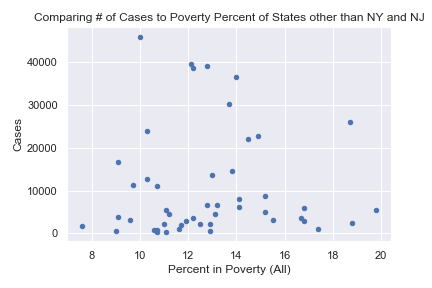 Comparing # of Cases to Poverty Percent of States other than NY and NJ
40000
30000
20000
10000
0
Cases
8 10 12 14 16 18 20
Percent in Poverty (All)